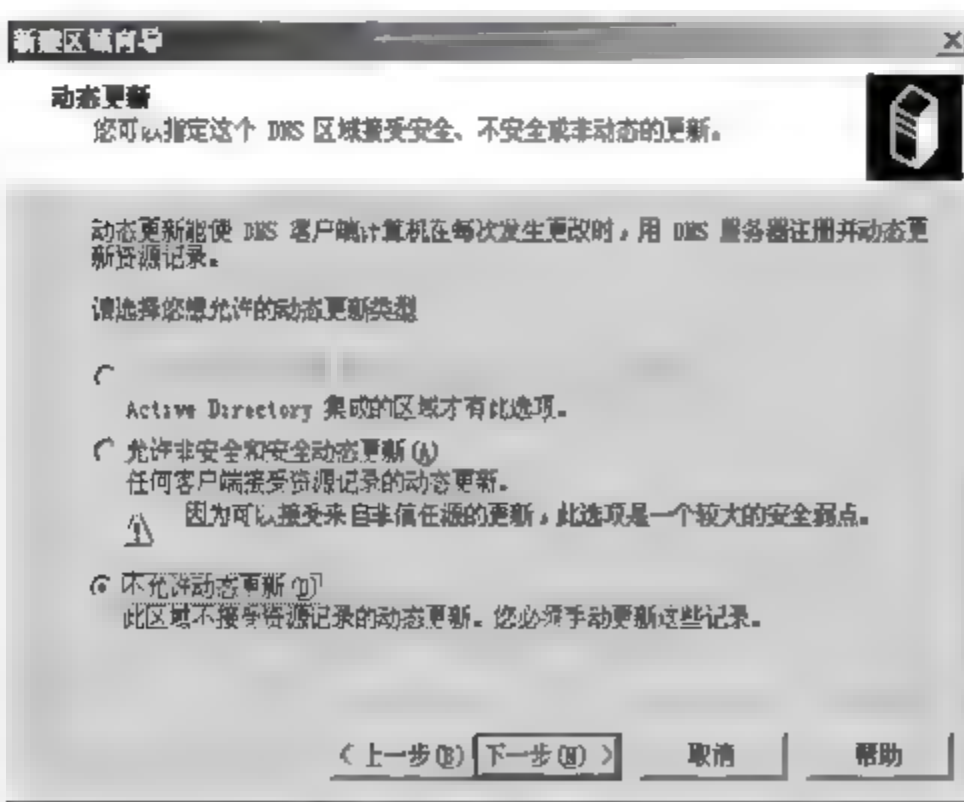 新建区域向导
动态更新
您可以指定这个 DNS 区域接受安全、不安全或非动态的更新。
动态更新能使 DNS 客户端计算机在每次发生更改时，用 DNS 服务器注册并动态更
新资源记录。
请选择您想允许的动态更新类型
Active Directory 集成的区域才有此选项。
允许非安全和安全动态更新(A)
任何客户端接受资源记录的动态更新。
因为可以接受来自非信任源的更新，此选项是一个较大的安全弱点。
不允许动态更新(D)
此区域不接受资源记录的动态更新。您必须手动更新这些记录。
< 上一步(B) 下一步(N) > 取消 帮助